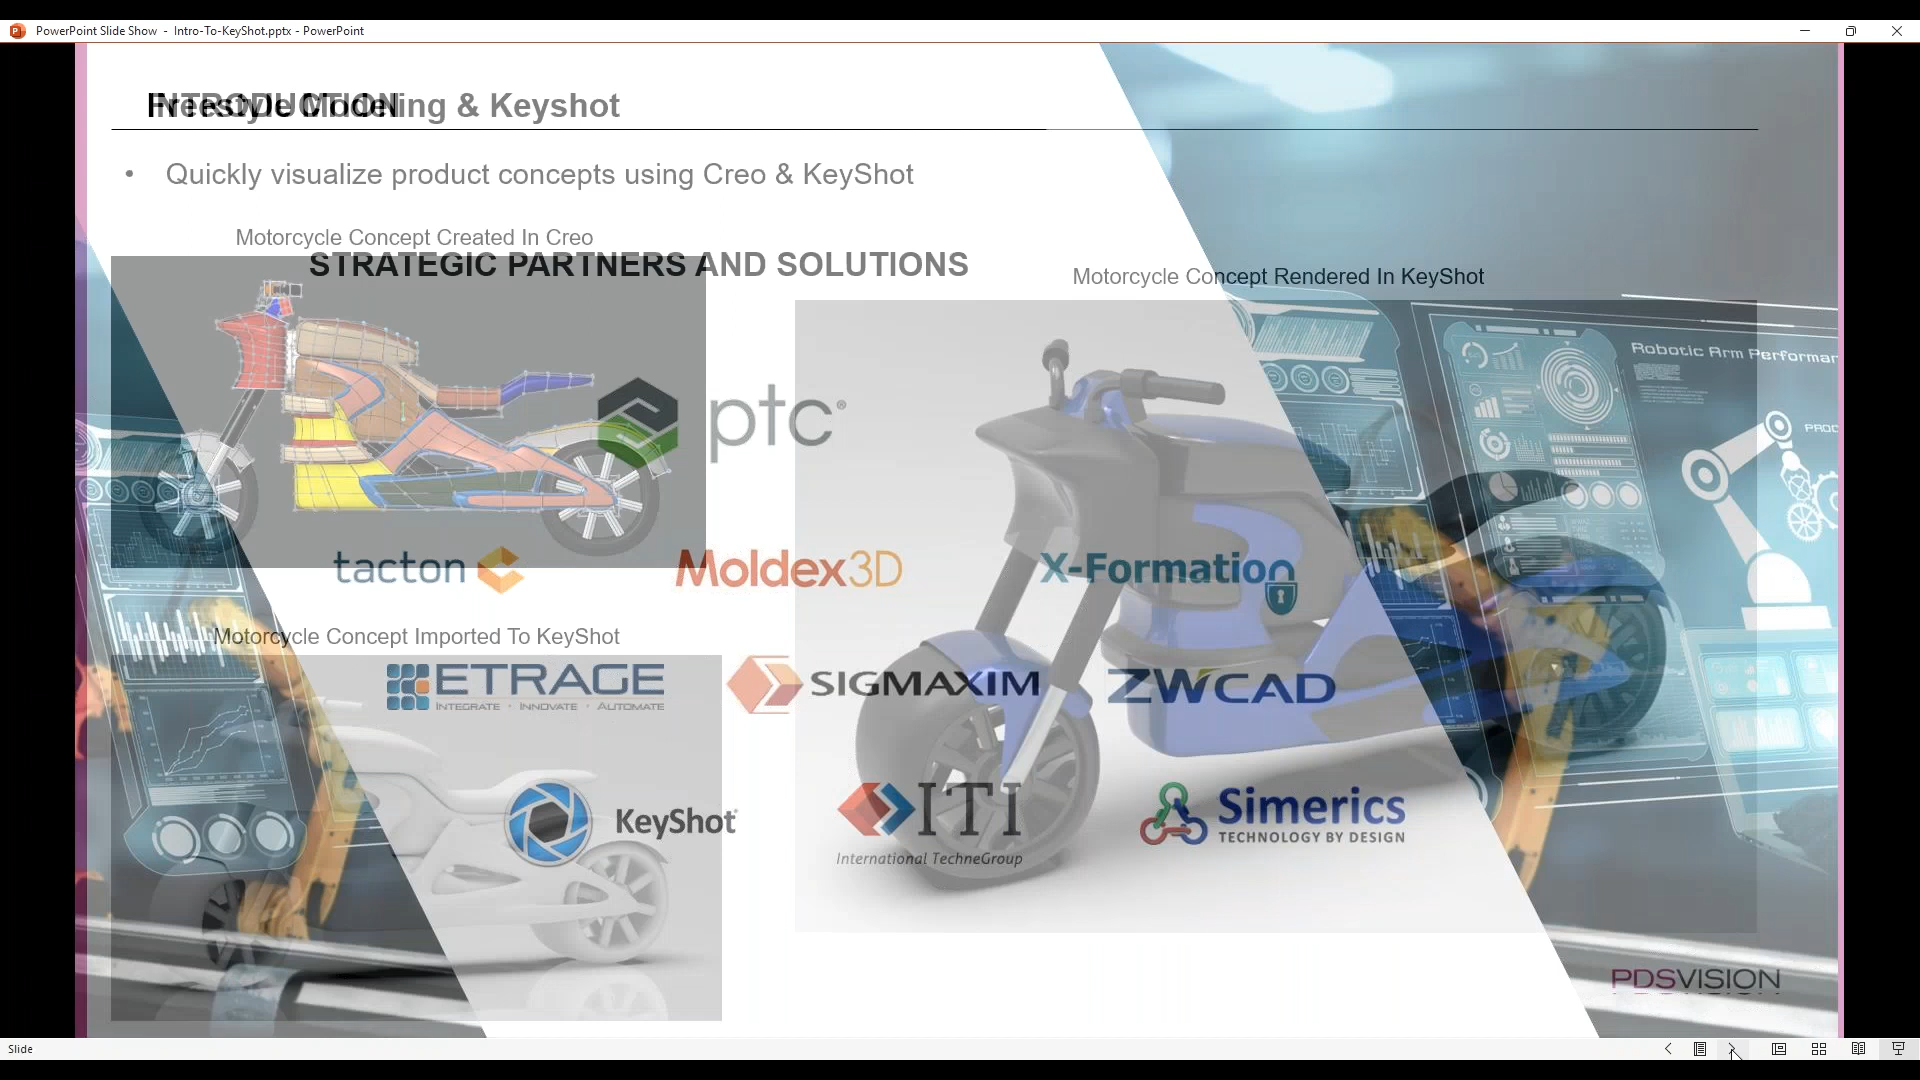 PowerPoint Slide Show - Intro-To-KeyShot.pptx - PowerPoint
INTRODUCTION
Freestyle Modeling & Keyshot
• Quickly visualize product concepts using Creo & KeyShot
Motorcycle Concept Created In Creo
STRATEGIC PARTNERS AND SOLUTIONS
Motorcycle Concept Rendered In KeyShot
Robotic Arm Performan
ptc®
PROC
tacton
Moldex3D
X-Formation
Motorcycle Concept Imported To KeyShot
ETRAGE
INTEGRATE · INNOVATE · AUTOMATE
SIGMAXIM
ZWCAD
KeyShot
ITI
International TechneGroup
Simerics
TECHNOLOGY BY DESIGN
PDSVISION
Slide